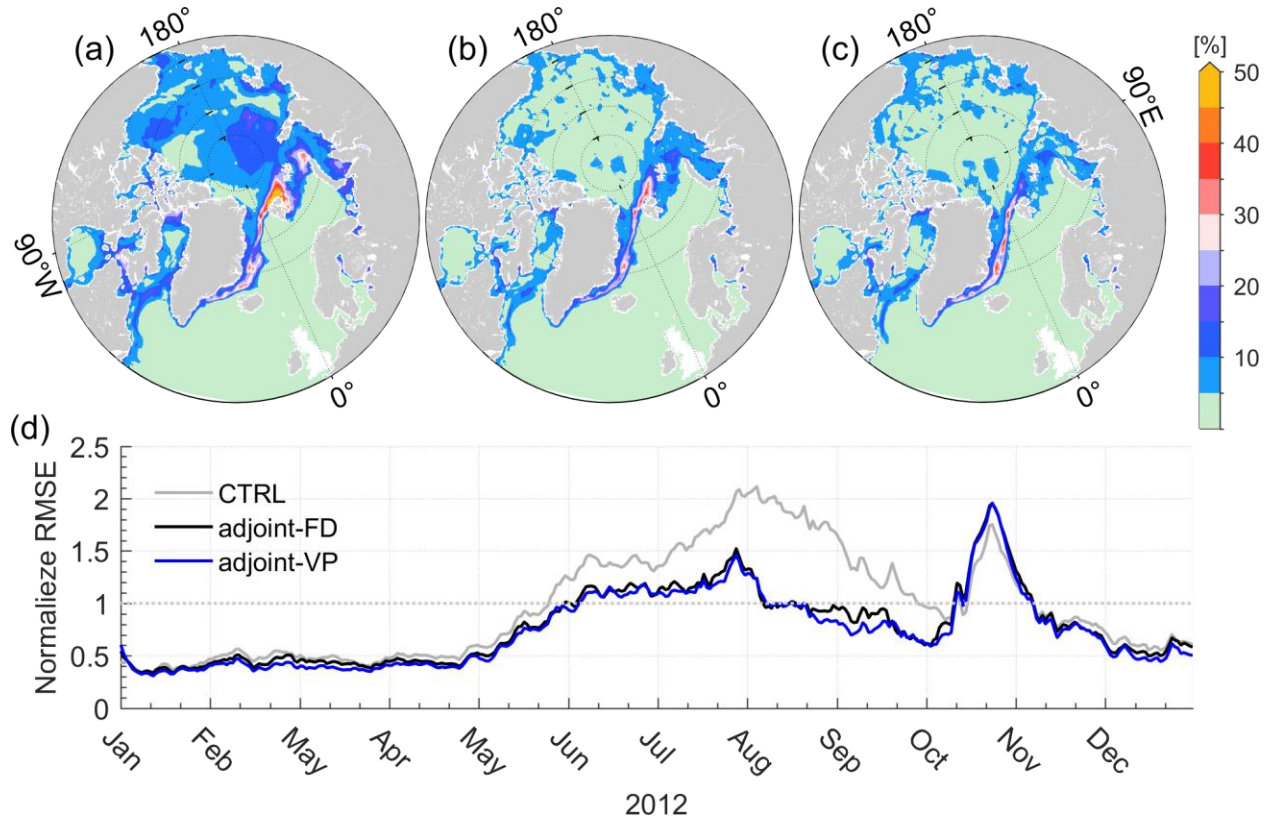 (a) 180° (b) 180° (c) 180° [%]
50
90°E
40
30
20
90°W
10
0° 0° 0°
(d)
2.5
2
1.5
1
0.5
0
Normalieze RMSE
CTRL
adjoint-FD
adjoint-VP
Jan Feb May Apr May Jun Jul Aug Sep Oct Nov Dec
2012